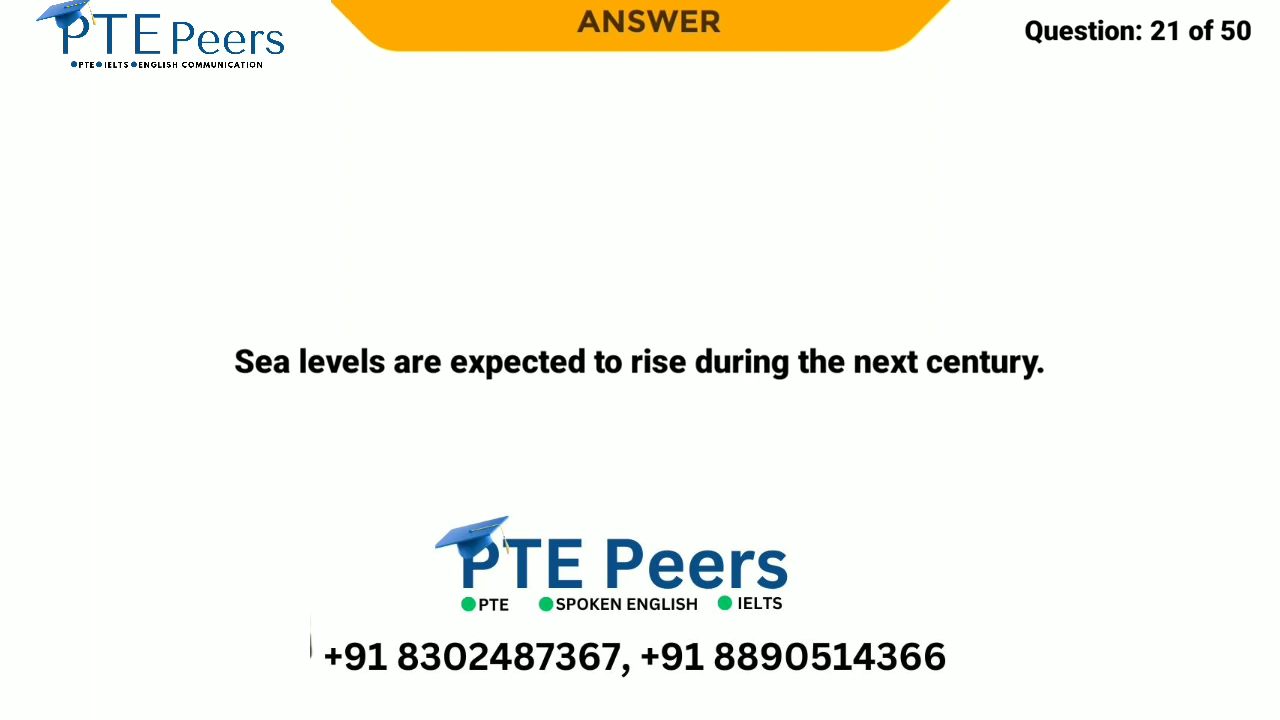 PTE Peers
PTE IELTS ENGLISH COMMUNICATION
ANSWER
Question: 21 of 50
Sea levels are expected to rise during the next century.
PTE Peers
PTE SPOKEN ENGLISH IELTS
+91 8302487367, +91 8890514366